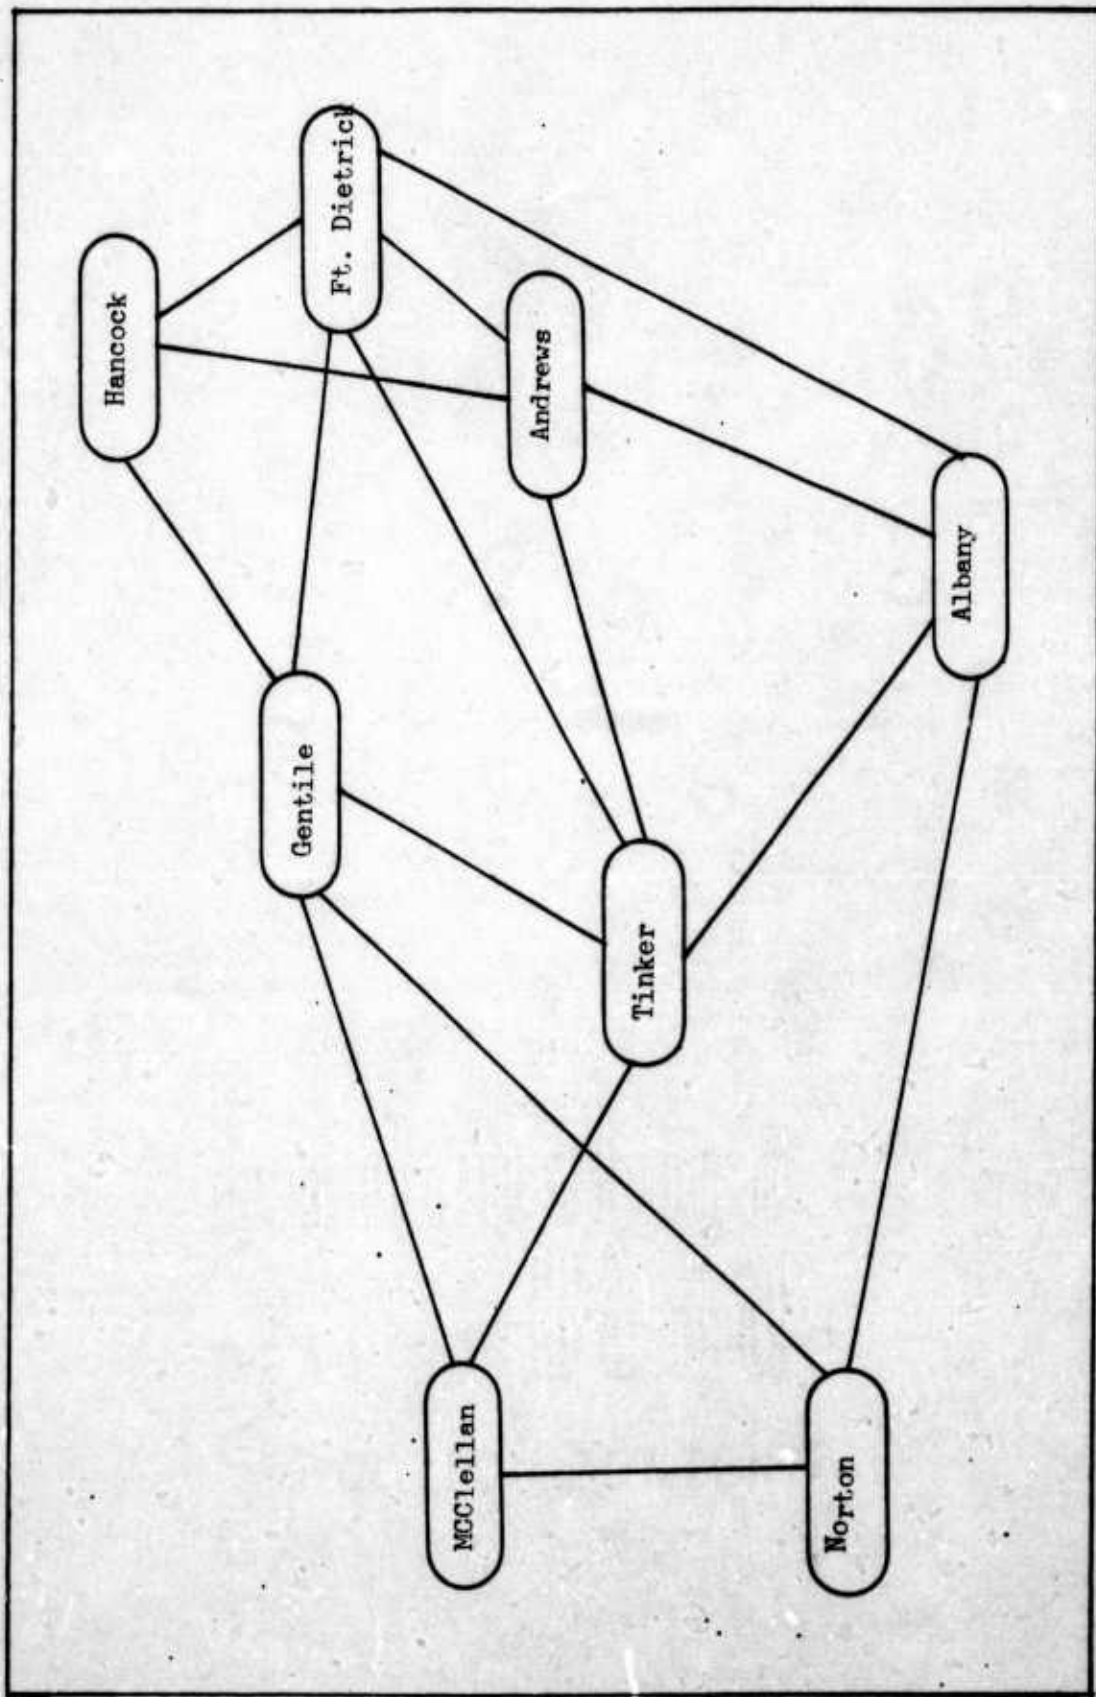 Hancock
Ft. Dietrick
Gentile
Andrews
MCClellan
Tinker
Norton
Albany